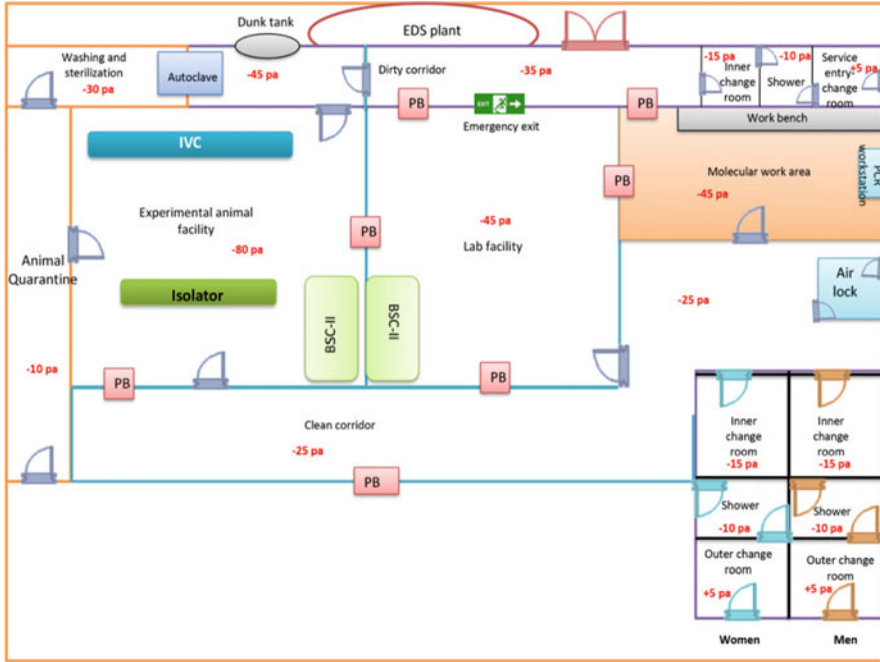 Dunk tank
EDS plant
Washing and
sterilization
-30 pa
Autoclave
-45 pa
Dirty corridor
-35 pa
-15 pa
Inner
change
room
-10 pa
Shower
Service
entry-
change
room
+5 pa
PB
EXIT
Emergency exit
PB
Work bench
IVC
Molecular work area
-45 pa
PCR
workstation
PB
Experimental animal
facility
-80 pa
PB
-45 pa
Lab facility
Animal
Quarantine
Isolator
BSC-II
BSC-II
Air
lock
-25 pa
-10 pa
PB
PB
Clean corridor
-25 pa
PB
Inner
change
room
-15 pa
Inner
change
room
-15 pa
Shower
-10 pa
Shower
-10 pa
Outer change
room
+5 pa
Outer change
room
+5 pa
Women
Men